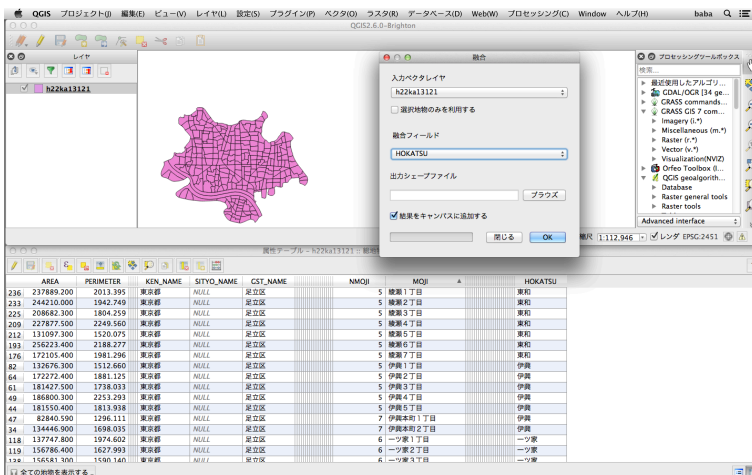 QGIS プロジェクト(J) 編集(E) ビュー(V) レイヤ(L) 設定(S) プラグイン(P) ベクタ(O) ラスタ(R) データベース(D) Web(W) プロセッシング(C) Window ヘルプ(H) baba
QGIS2.6.0-Brighton
レイヤ
h22ka13121
融合
入力ベクタレイヤ
h22ka13121
選択地物のみを利用する
融合フィールド
HOKATSU
出力シェープファイル
ブラウズ
結果をキャンバスに追加する
閉じる OK
プロセッシングツールボックス
検索...
最近使用したアルゴリ...
GDAL/OGR [34 ge...
GRASS commands...
GRASS GIS 7 com...
Imagery (i.*)
Miscellaneous (m.*)
Raster (r.*)
Vector (v.*)
Visualization(NVIZ)
Orfeo Toolbox (I...
QGIS geoalgorith...
Database
Raster general tools
Raster tools
Advanced interface
縮尺 1:112,946 レンダ EPSG:2451
属性テーブル - h22ka13121 ::
AREA PERIMETER KEN_NAME SITYO_NAME GST_NAME NMOJI MOJI HOKATSU
236 237889.200 2013.395 東京都 NULL 足立区 5 綾瀬1丁目 東和
233 244210.000 1942.749 東京都 NULL 足立区 5 綾瀬2丁目 東和
225 208682.300 1804.259 東京都 NULL 足立区 5 綾瀬3丁目 東和
209 227877.500 2249.560 東京都 NULL 足立区 5 綾瀬4丁目 東和
212 131097.300 1520.075 東京都 NULL 足立区 5 綾瀬5丁目 東和
193 256223.400 2188.277 東京都 NULL 足立区 5 綾瀬6丁目 東和
176 172105.400 1981.296 東京都 NULL 足立区 5 綾瀬7丁目 東和
82 132676.300 1512.660 東京都 NULL 足立区 5 伊興1丁目 伊興
64 172272.400 1881.125 東京都 NULL 足立区 5 伊興2丁目 伊興
61 181427.500 1738.033 東京都 NULL 足立区 5 伊興3丁目 伊興
49 186800.300 2253.293 東京都 NULL 足立区 5 伊興4丁目 伊興
44 181550.400 1813.938 東京都 NULL 足立区 5 伊興5丁目 伊興
47 82840.590 1296.111 東京都 NULL 足立区 7 伊興本町1丁目 伊興
34 134446.900 1698.035 東京都 NULL 足立区 7 伊興本町2丁目 伊興
118 137747.800 1974.602 東京都 NULL 足立区 6 一ツ家1丁目 一ツ家
119 156786.400 1627.993 東京都 NULL 足立区 6 一ツ家2丁目 一ツ家
138 156581.300 1590.140 東京都 NULL 足立区 6 一ツ家3丁目 一ツ家
全ての地物を表示する